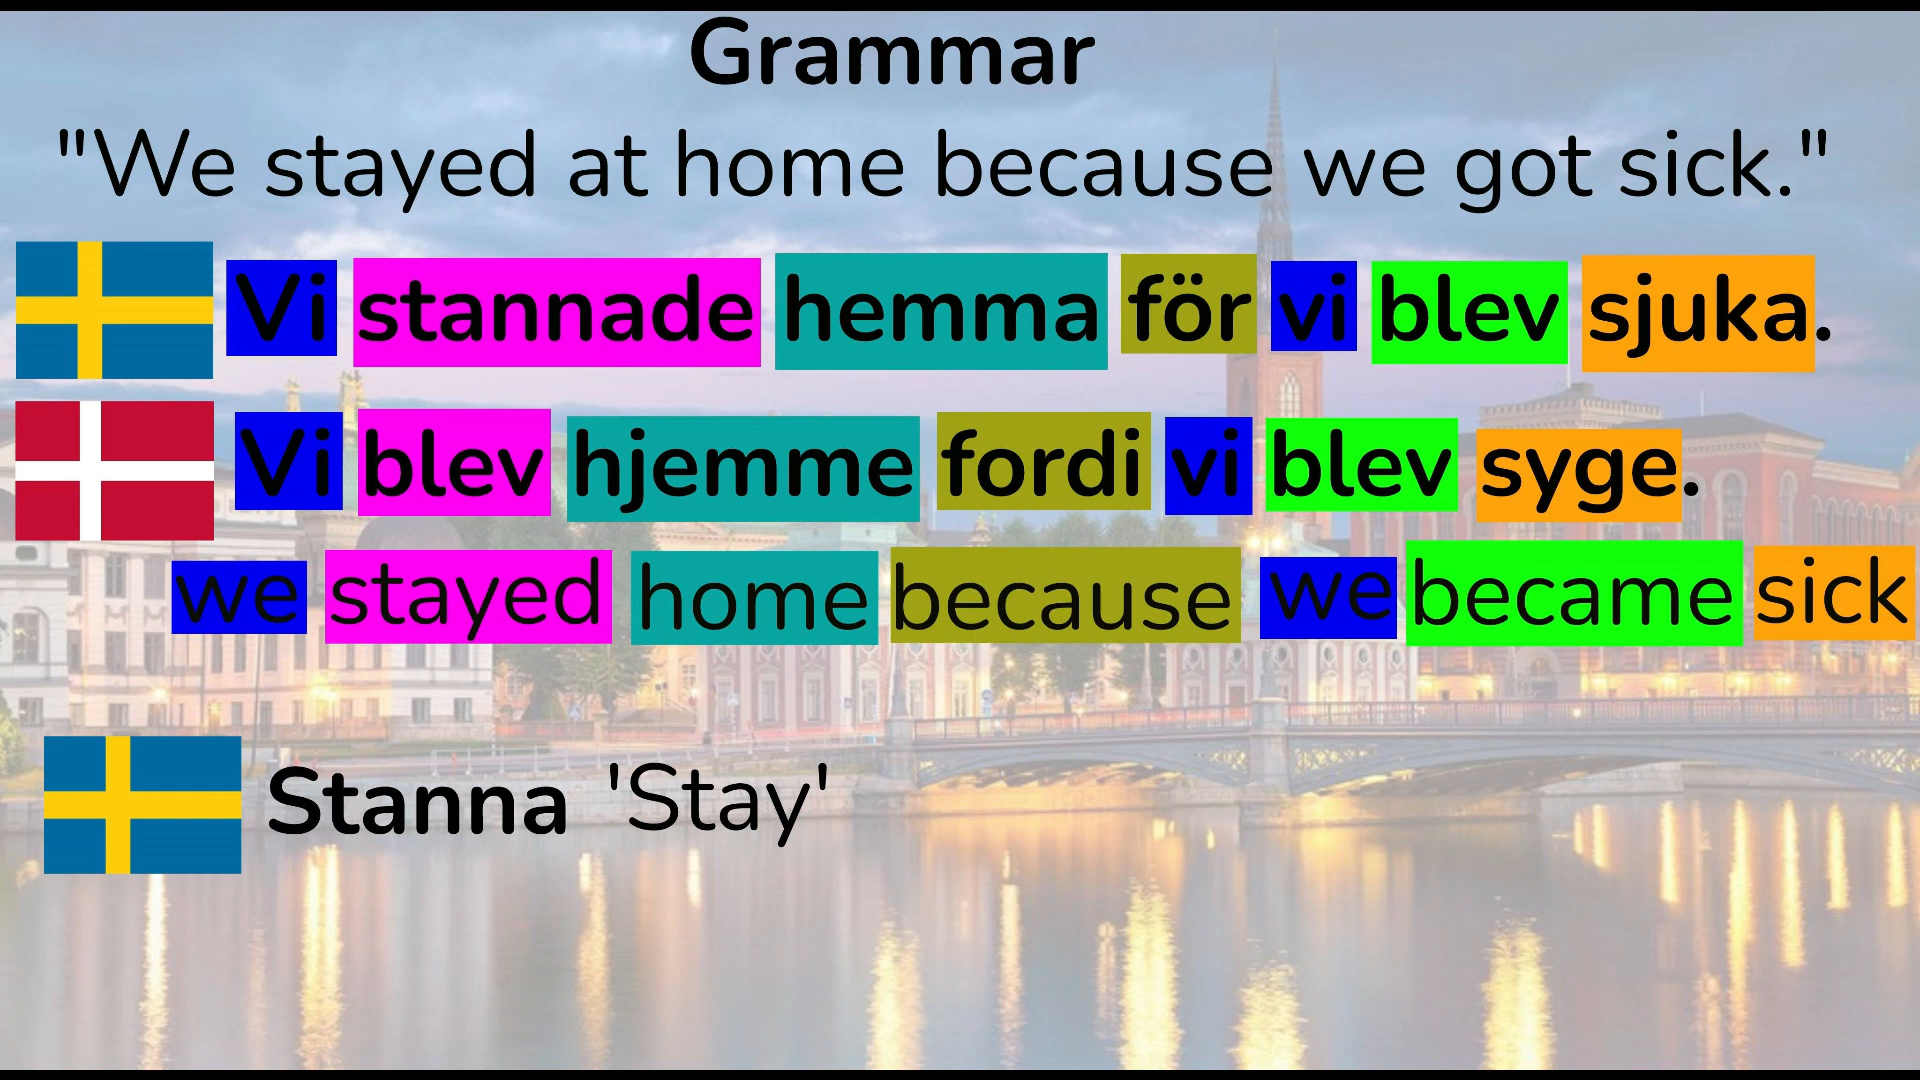 Grammar
"We stayed at home because we got sick."
Vi stannade hemma för vi blev sjuka.
Vi blev hjemme fordi vi blev syge.
we stayed home because we became sick
Stanna 'Stay'